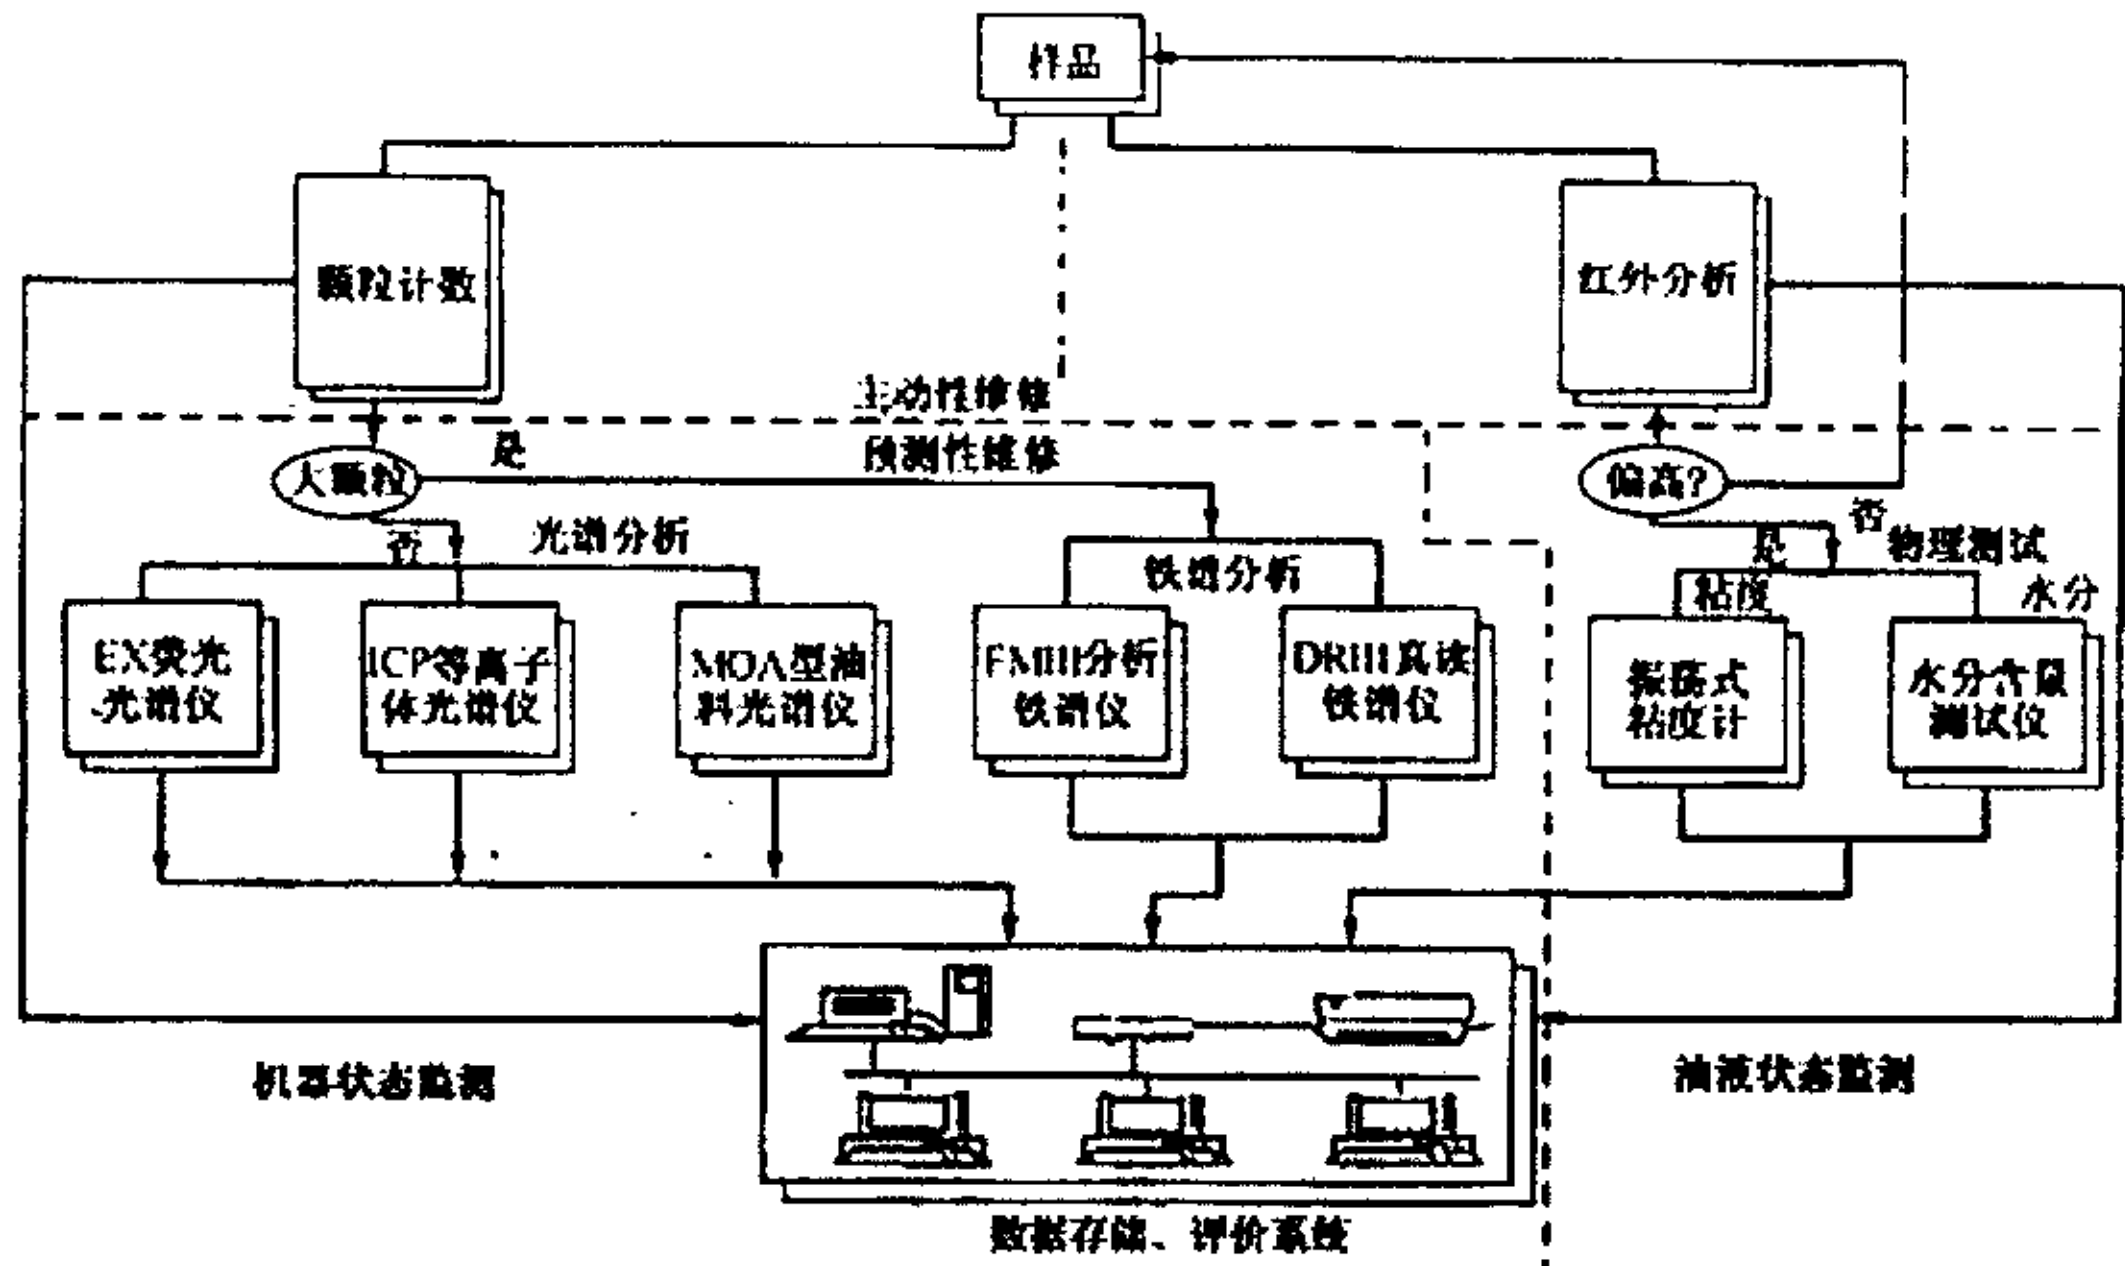 样品
颗粒计数
红外分析
主动性维修
预测性维修
是
大颗粒
偏高?
否
光谱分析
铁谱分析
否
是
物理测试
粘度
水分
EX荧光
光谱仪
ICP等离子
体光谱仪
MOA型油
料光谱仪
FMIII分析
铁谱仪
DRIII直读
铁谱仪
振荡式
粘度计
水分含量
测试仪
机器状态监测
油液状态监测
数据存储、评价系统